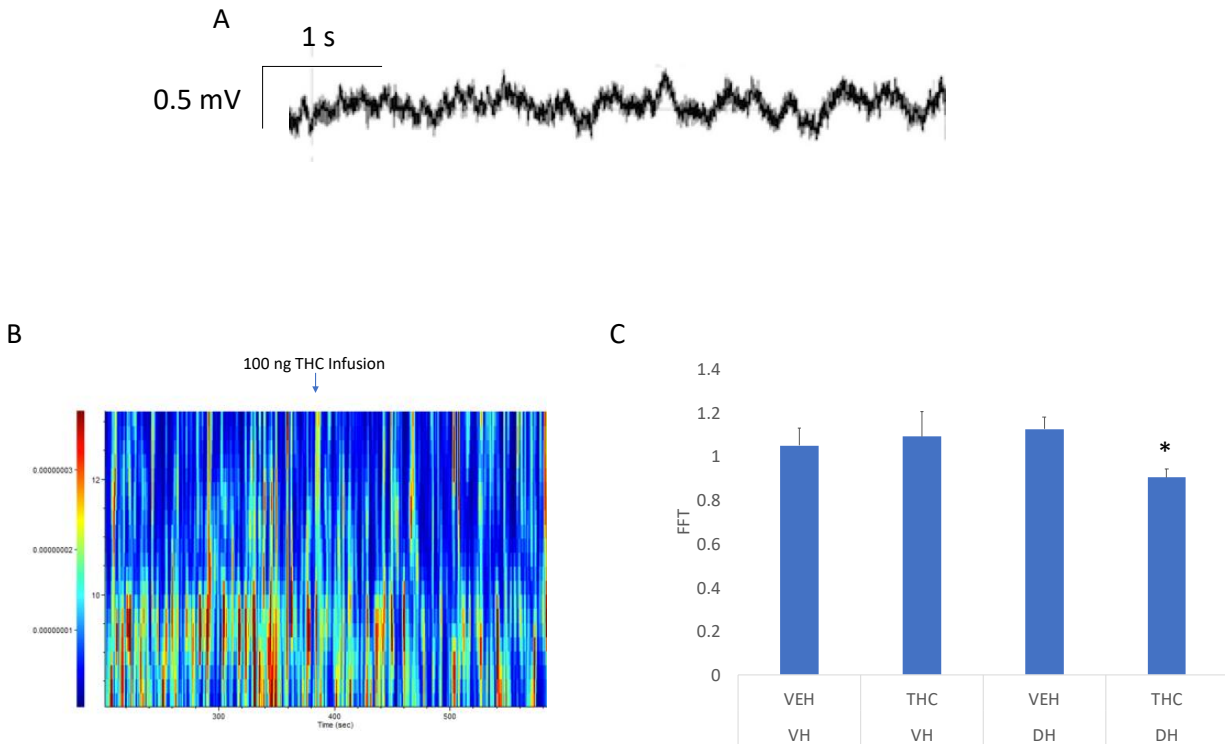 A
1 s
0.5 mV
B
100 ng THC Infusion
0.00000003
0.00000002
0.00000001
12
10
300
400
500
Time (sec)
C
1.4
1.2
1
0.8
0.6
0.4
0.2
0
FFT
*
VEH THC VEH THC
VH VH DH DH